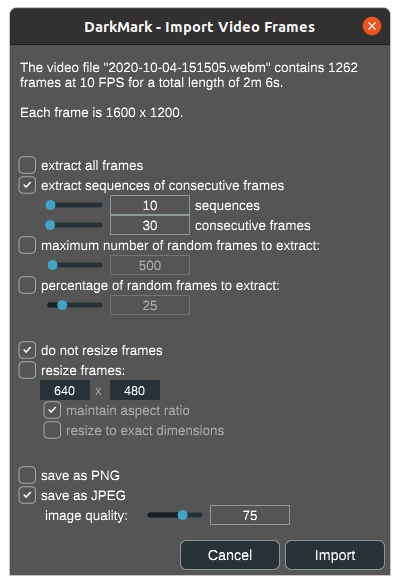 DarkMark - Import Video Frames
The video file "2020-10-04-151505.webm" contains 1262
frames at 10 FPS for a total length of 2m 6s.
Each frame is 1600 x 1200.
extract all frames
extract sequences of consecutive frames
10 sequences
30 consecutive frames
maximum number of random frames to extract:
500
percentage of random frames to extract:
25
do not resize frames
resize frames:
640 x 480
maintain aspect ratio
resize to exact dimensions
save as PNG
save as JPEG
image quality: 75
Cancel Import